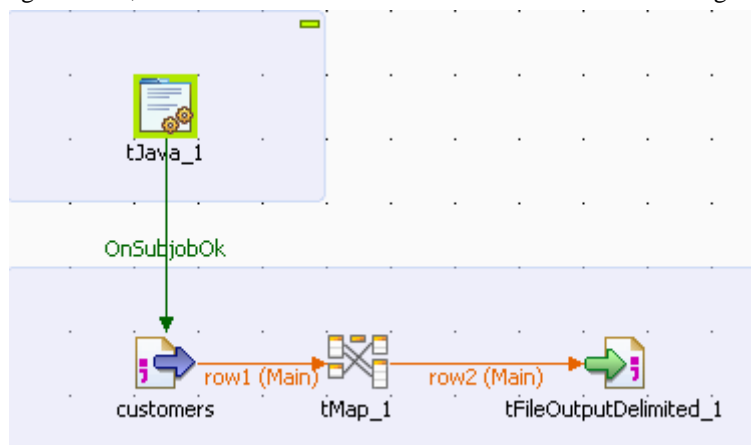 tJava_1
OnSubjobOk
row1 (Main)
row2 (Main)
customers
tMap_1
tFileOutputDelimited_1